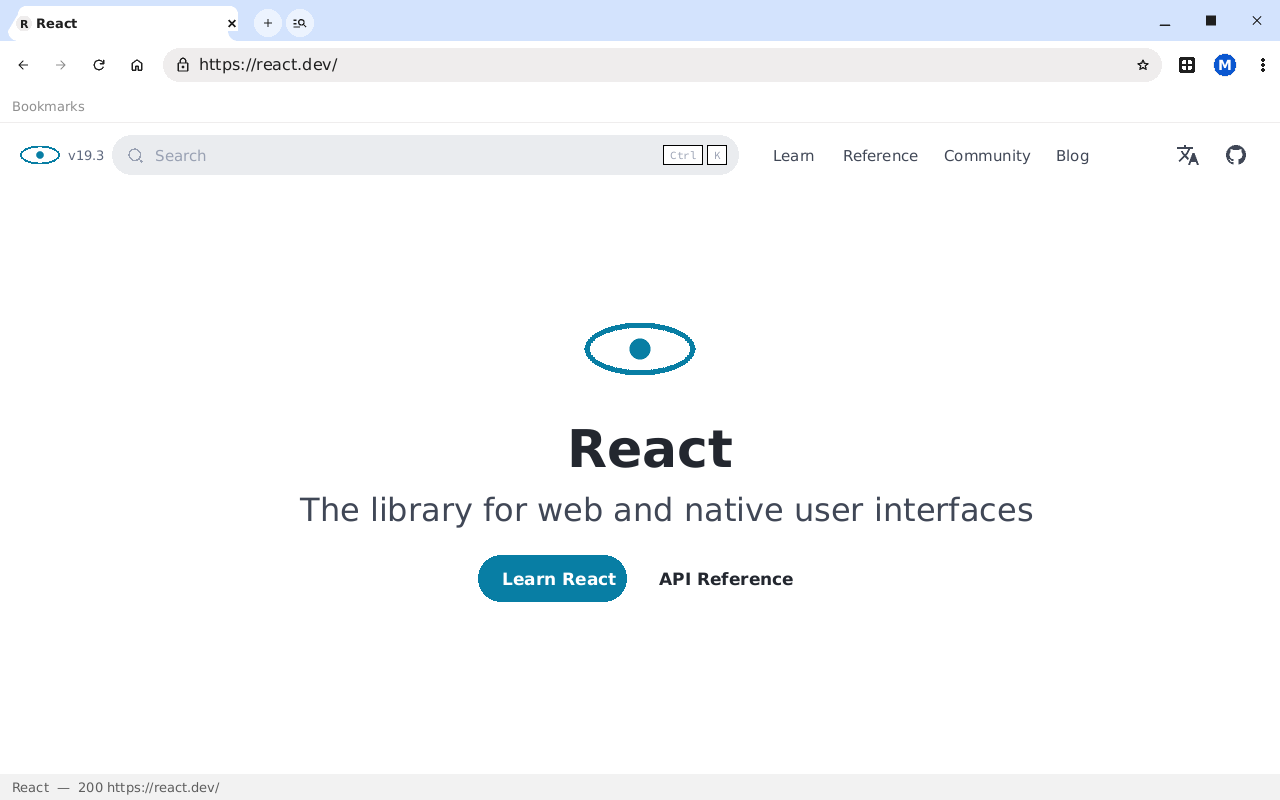 R React
https://react.dev/
M
Bookmarks
v19.3 Search Ctrl K Learn Reference Community Blog
React
The library for web and native user interfaces
Learn React API Reference
React — 200 https://react.dev/